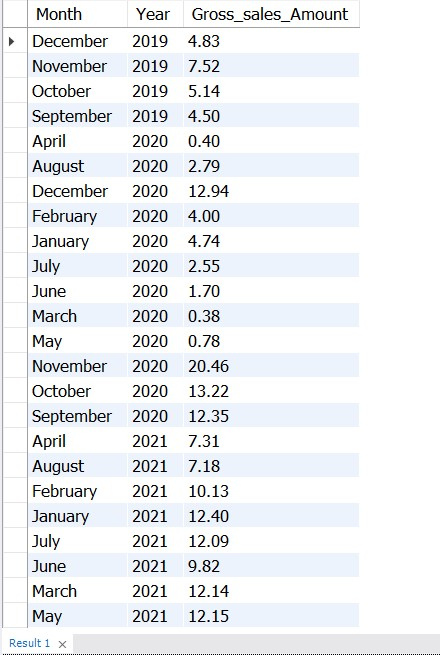 Month Year Gross_sales_Amount
December 2019 4.83
November 2019 7.52
October 2019 5.14
September 2019 4.50
April 2020 0.40
August 2020 2.79
December 2020 12.94
February 2020 4.00
January 2020 4.74
July 2020 2.55
June 2020 1.70
March 2020 0.38
May 2020 0.78
November 2020 20.46
October 2020 13.22
September 2020 12.35
April 2021 7.31
August 2021 7.18
February 2021 10.13
January 2021 12.40
July 2021 12.09
June 2021 9.82
March 2021 12.14
May 2021 12.15
Result 1